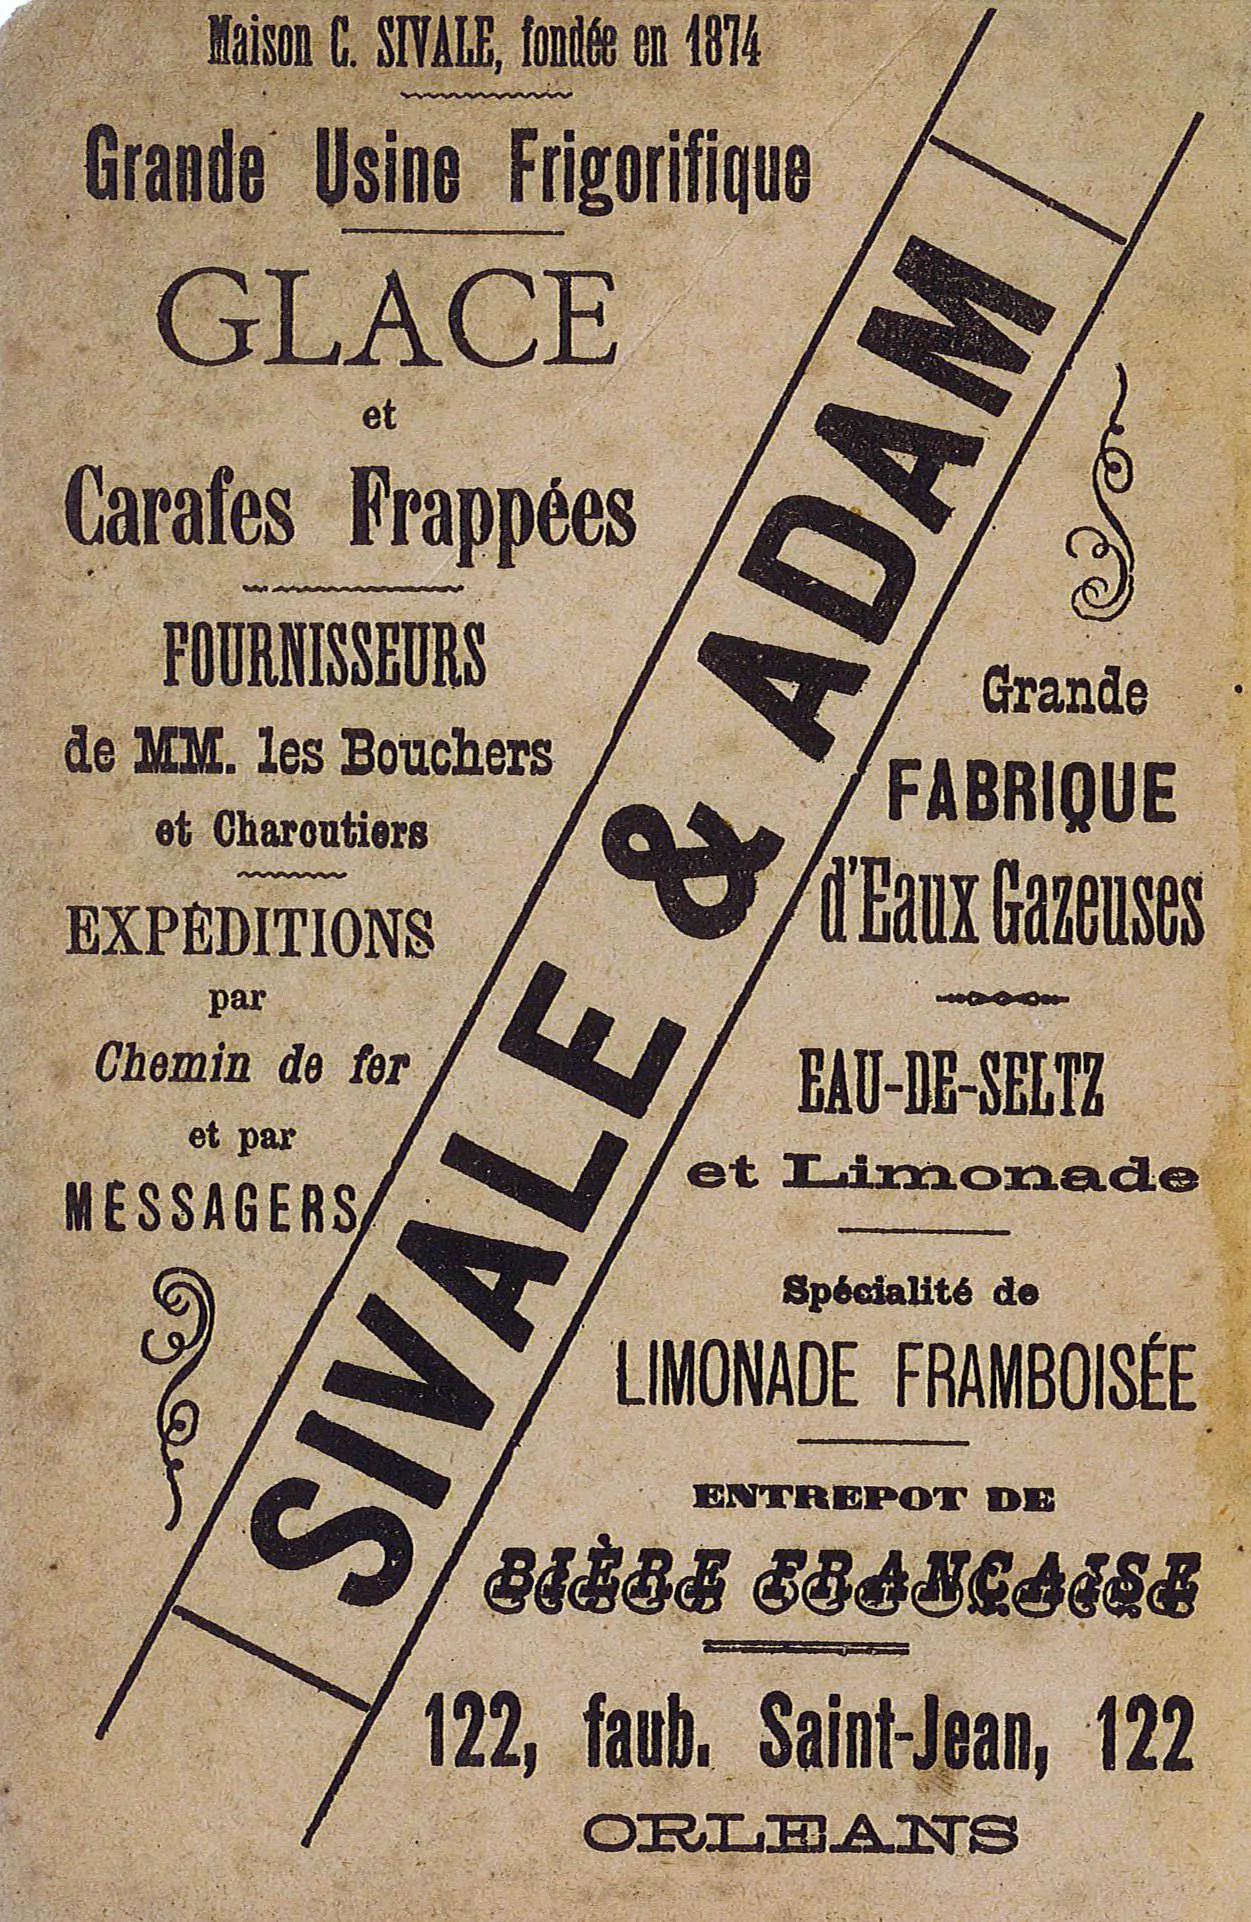 Maison C. SIVALE, fondée en 1874
Grande Usine Frigorifique
GLACE
et
Carafes Frappées
FOURNISSEURS
de MM. les Bouchers
et Charcutiers
EXPÉDITIONS
par
Chemin de fer
et par
MESSAGERS
SIVALE & ADAM
Grande
FABRIQUE
d'Eaux Gazeuses
EAU-DE-SELTZ
et Limonade
Spécialité de
LIMONADE FRAMBOISÉE
ENTREPOT DE
BIÈRE FRANÇAISE
122, faub. Saint-Jean, 122
ORLEANS